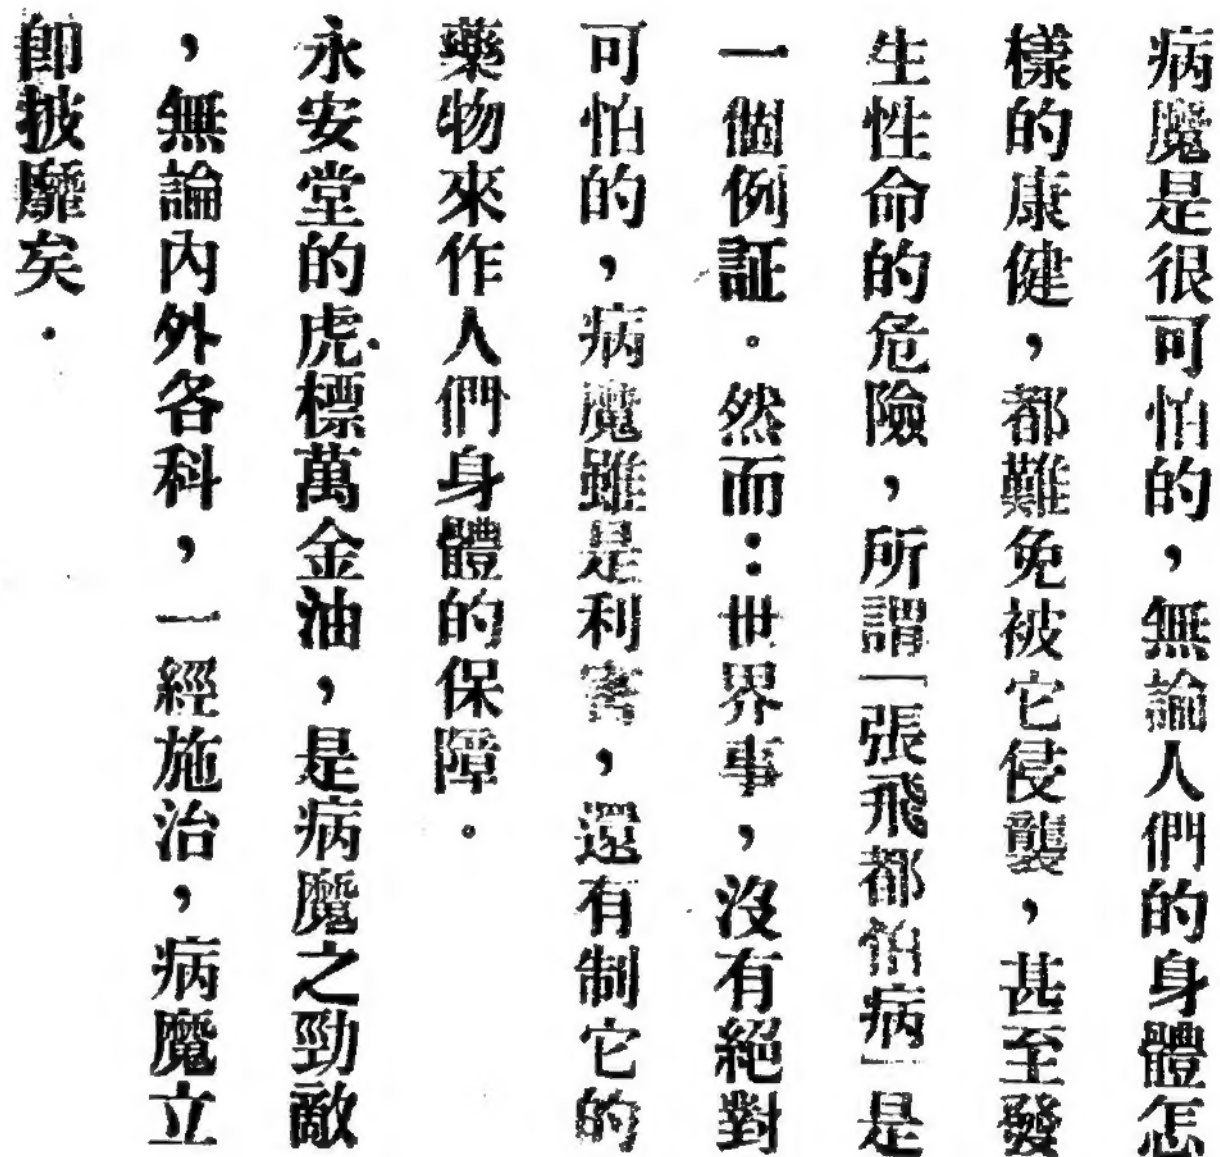 病魔是很可怕的，無論人們的身體怎
樣的康健，都難免被它侵襲，甚至發
生性命的危險，所謂「張飛都怕病」是
一個例証。然而：世界事，沒有絕對
可怕的，病魔雖是利害，還有制它的
藥物來作人們身體的保障。
永安堂的虎標萬金油，是病魔之勁敵
，無論內外各科，一經施治，病魔立
即披靡矣．